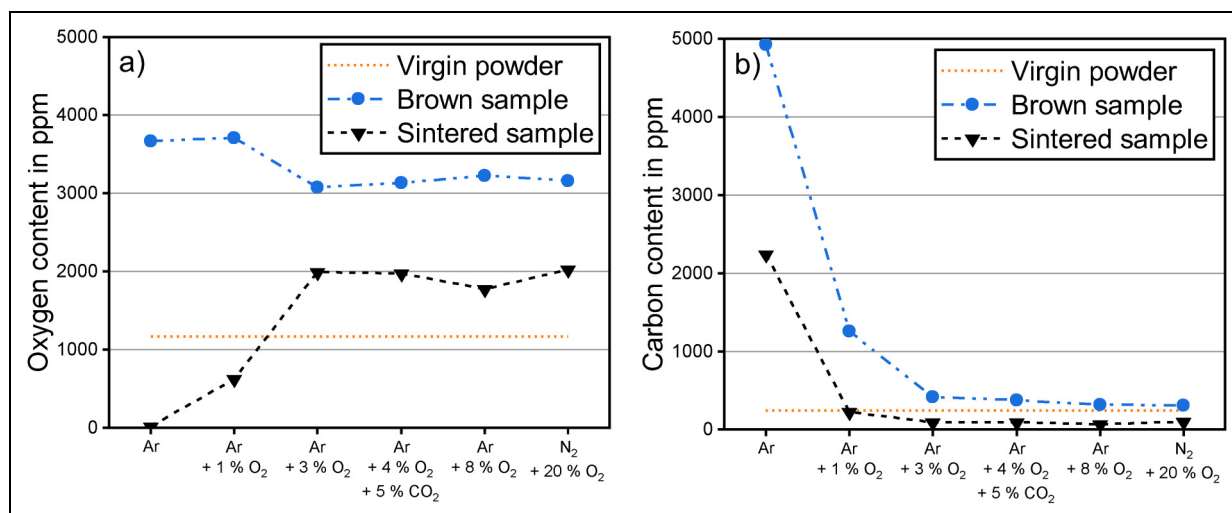 a)
Virgin powder
Brown sample
Sintered sample
Oxygen content in ppm
5000
4000
3000
2000
1000
0
Ar
Ar
+ 1 % O₂
Ar
+ 3 % O₂
Ar
+ 4 % O₂
+ 5 % CO₂
Ar
+ 8 % O₂
N₂
+ 20% O₂
b)
Virgin powder
Brown sample
Sintered sample
Carbon content in ppm
5000
4000
3000
2000
1000
0
Ar
Ar
+ 1 % O₂
Ar
+ 3 % O₂
Ar
+ 4 % O₂
+ 5 % CO₂
Ar
+ 8% O₂
N₂
+ 20 % O₂